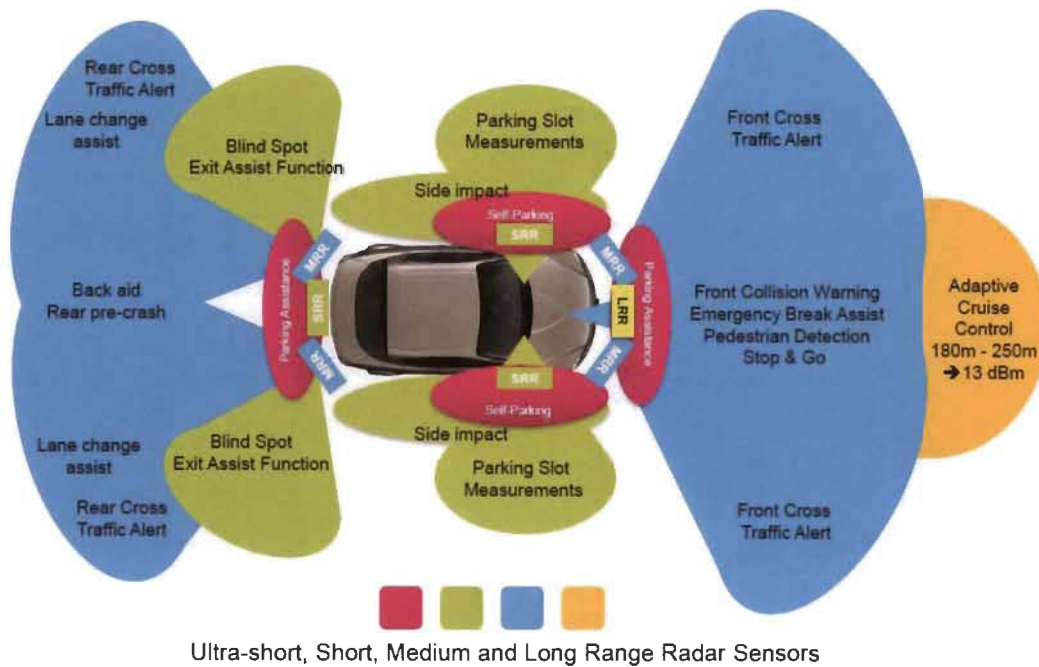 Rear Cross
Traffic Alert
Lane change
assist
Blind Spot
Exit Assist Function
Back aid
Rear pre-crash
Lane change
assist
Rear Cross
Traffic Alert
Blind Spot
Exit Assist Function
Parking Assistance
MRR
SRR
MRR
Parking Slot
Measurements
Side impact
Self-Parking
SRR
SRR
Self-Parking
Side impact
Parking Slot
Measurements
MRR
LRR
MRR
Parking Assistance
Front Cross
Traffic Alert
Front Collision Warning
Emergency Break Assist
Pedestrian Detection
Stop & Go
Front Cross
Traffic Alert
Adaptive
Cruise
Control
180m - 250m
➔ 13 dBm
Ultra-short, Short, Medium and Long Range Radar Sensors